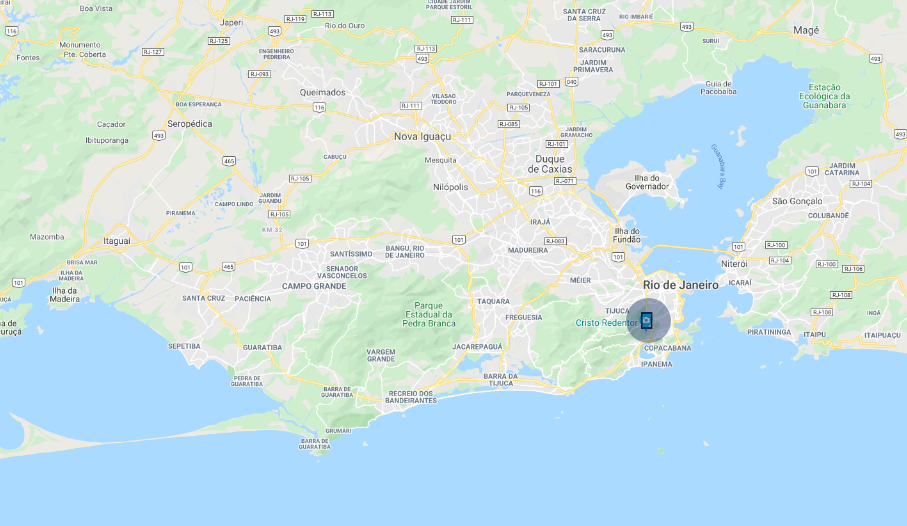 Boa Vista
CIDADE JARDIM
PARQUE ESTORIL
RJ-113
RJ-119
Japeri
Rio do Ouro
RJ-111
SANTA CRUZ
DA SERRA
RIO IMBARIÊ
Magé
116
493
RJ-125
Monumento
Pte. Coberta
RJ-127
Fontes
ENGENHEIRO
PEDREIRA
RJ-113
493
SARACURUNA
SURUÍ
493
JARDIM
PRIMAVERA
RJ-093
Queimados
RJ-101
040
Guia de
Pacobaíba
Estação
Ecológica da
Guanabara
VILASAO
TEODORO
PARQUEVENEZA
BOA ESPERANÇA
116
RJ-111
RJ-105
Caçador
Seropédica
RJ-085
493
Ibituporanga
Nova Iguaçu
JARDIM
GRAMACHO
493
RJ-101
Guanabara Bay
465
CABUÇU
Mesquita
Duque
de Caxias
101
JARDIM
CATARINA
RJ-105
Nilópolis
RJ-071
Ilha do
Governador
RJ-104
116
JARDIM
GUANDU
CAMPO LINDO
São Gonçalo
PIRANEMA
RJ-105
COLUBANDÊ
KM 32
IRAJÁ
Ilha do
Fundão
Mazomba
Itaguaí
101
101
RJ-083
101
RJ-100
RJ-104
BANGU, RIO
DE JANEIRO
MADUREIRA
SANTÍSSIMO
101
BRISA MAR
101
465
SENADOR
VASCONCELOS
Niterói
RJ-100
RJ-106
ILHA DA
MADEIRA
MÉIER
Rio de Janeiro
ICARAÍ
CAMPO GRANDE
Ilha da
Madeira
SANTA CRUZ
PACIÊNCIA
TAQUARA
RJ-108
Parque
Estadual da
Pedra Branca
TIJUCA
RJ-108
INOÃ
FREGUESIA
Cristo Redentor
PIRATININGA
ITAIPU
ITAIPUAÇU
SEPETIBA
GUARATIBA
VARGEM
GRANDE
JACAREPAGUÁ
COPACABANA
IPANEMA
PEDRA DE
GUARATIBA
BARRA DA
TIJUCA
BARRA DE
GUARATIBA
RECREIO DOS
BANDEIRANTES
GRUMARI
BARRA DE
GUARATIBA